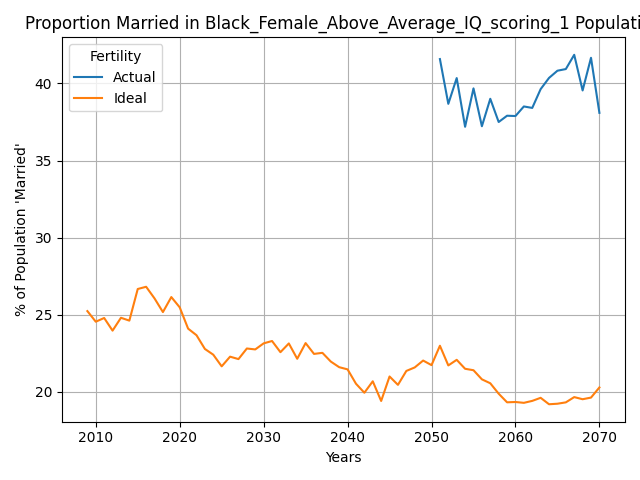 Proportion Married in Black_Female_Above_Average_IQ_scoring_1 Populati
Fertility
Actual
Ideal
40
35
30
25
20
% of Population 'Married'
2010 2020 2030 2040 2050 2060 2070
Years